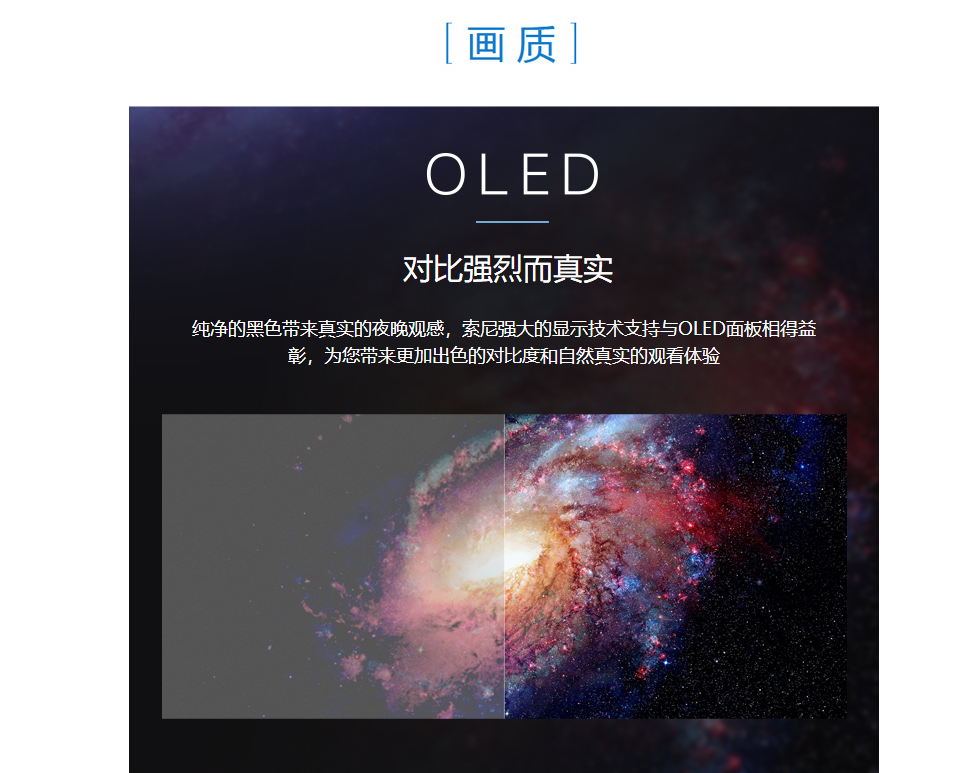 [画质]
OLED
对比强烈而真实
纯净的黑色带来真实的夜晚观感，索尼强大的显示技术支持与OLED面板相得益
彰，为您带来更加出色的对比度和自然真实的观看体验